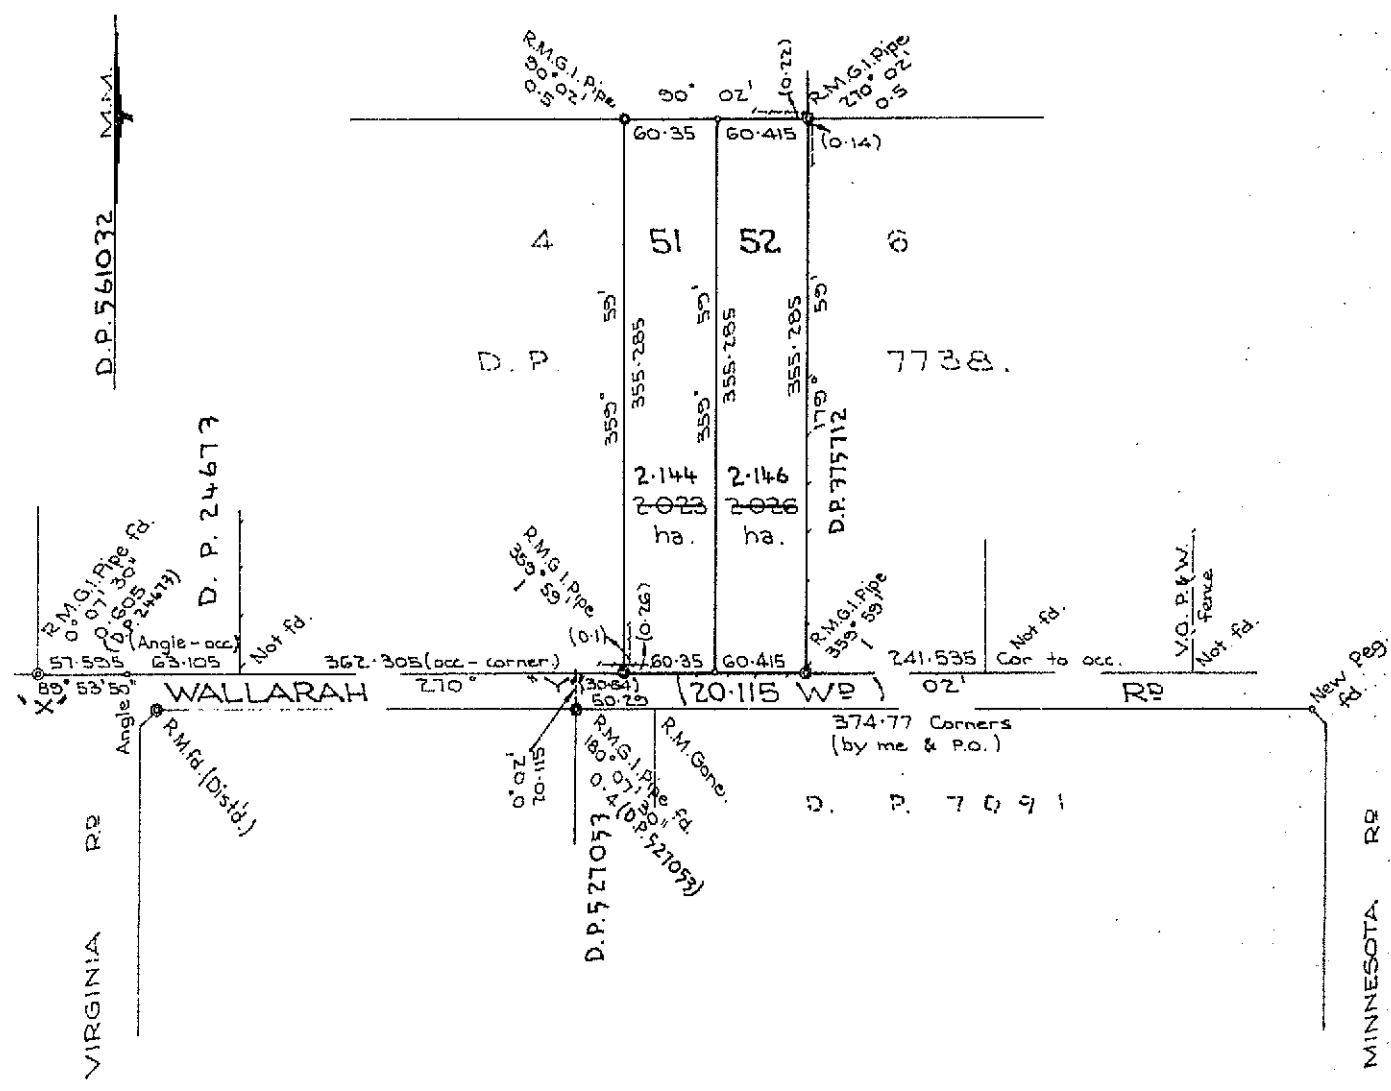 M.M.
D.P. 561032
R.M.G.I. Pipe
90° 02'
0.5
90° 02'
(0.22)
R.M.G.I. Pipe
270° 02'
0.5
60.35
60.415
(0.14)
4
51
52
6
D. P.
7738.
359° 59'
355.285
359° 59'
355.285
355.285
179° 59'
D.P. 775712
2.144
2.023
ha.
2.146
2.026
ha.
D. P. 24677
R.M.G.I. Pipe fd.
0° 07' 30"
0.605
(D.P. 24677)
(Angle-occ)
Not fd.
57.595
63.105
362.305 (occ-corner.)
R.M.G.I. Pipe
359° 59'
1
(0.1)
(0.26)
60.35
60.415
R.M.G.I. Pipe
359° 59'
1
241.535 Cor to occ.
Not fd.
V.O. P.&W. fence
Not fd.
89° 53' 50"
"X"
WALLARAH
270°
"Y"
(30.64)
50.29
(20.115 WD)
02'
RD
New Peg fd.
Angle
R.M. fd. (Dist'd.)
0° 02'
20.115
R.M.G.I. Pipe fd.
180° 07' 30"
0.4 (D.P. 527053)
R.M. Gone.
374.77 Corners
(by me & P.O.)
D. P. 7091
D.P. 527053
VIRGINIA RD
MINNESOTA RD